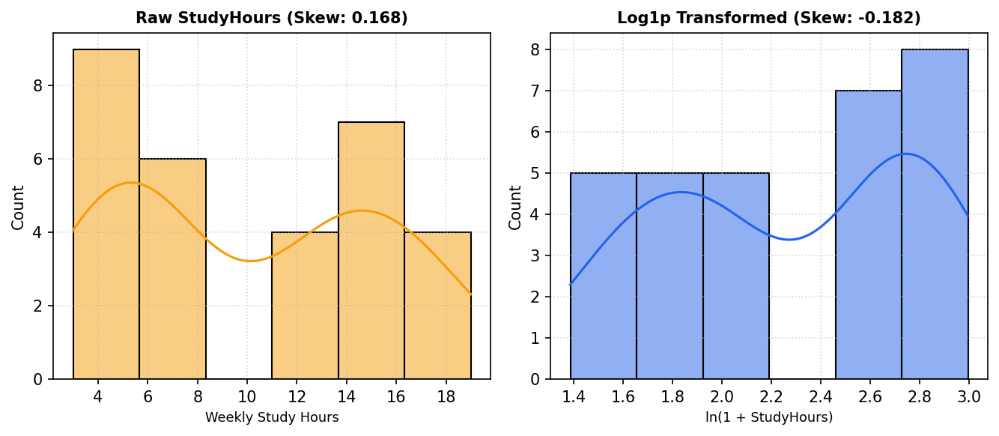 Raw StudyHours (Skew: 0.168)
Count
8
6
4
2
0
4 6 8 10 12 14 16 18
Weekly Study Hours
Log1p Transformed (Skew: -0.182)
Count
8
7
6
5
4
3
2
1
0
1.4 1.6 1.8 2.0 2.2 2.4 2.6 2.8 3.0
ln(1 + StudyHours)